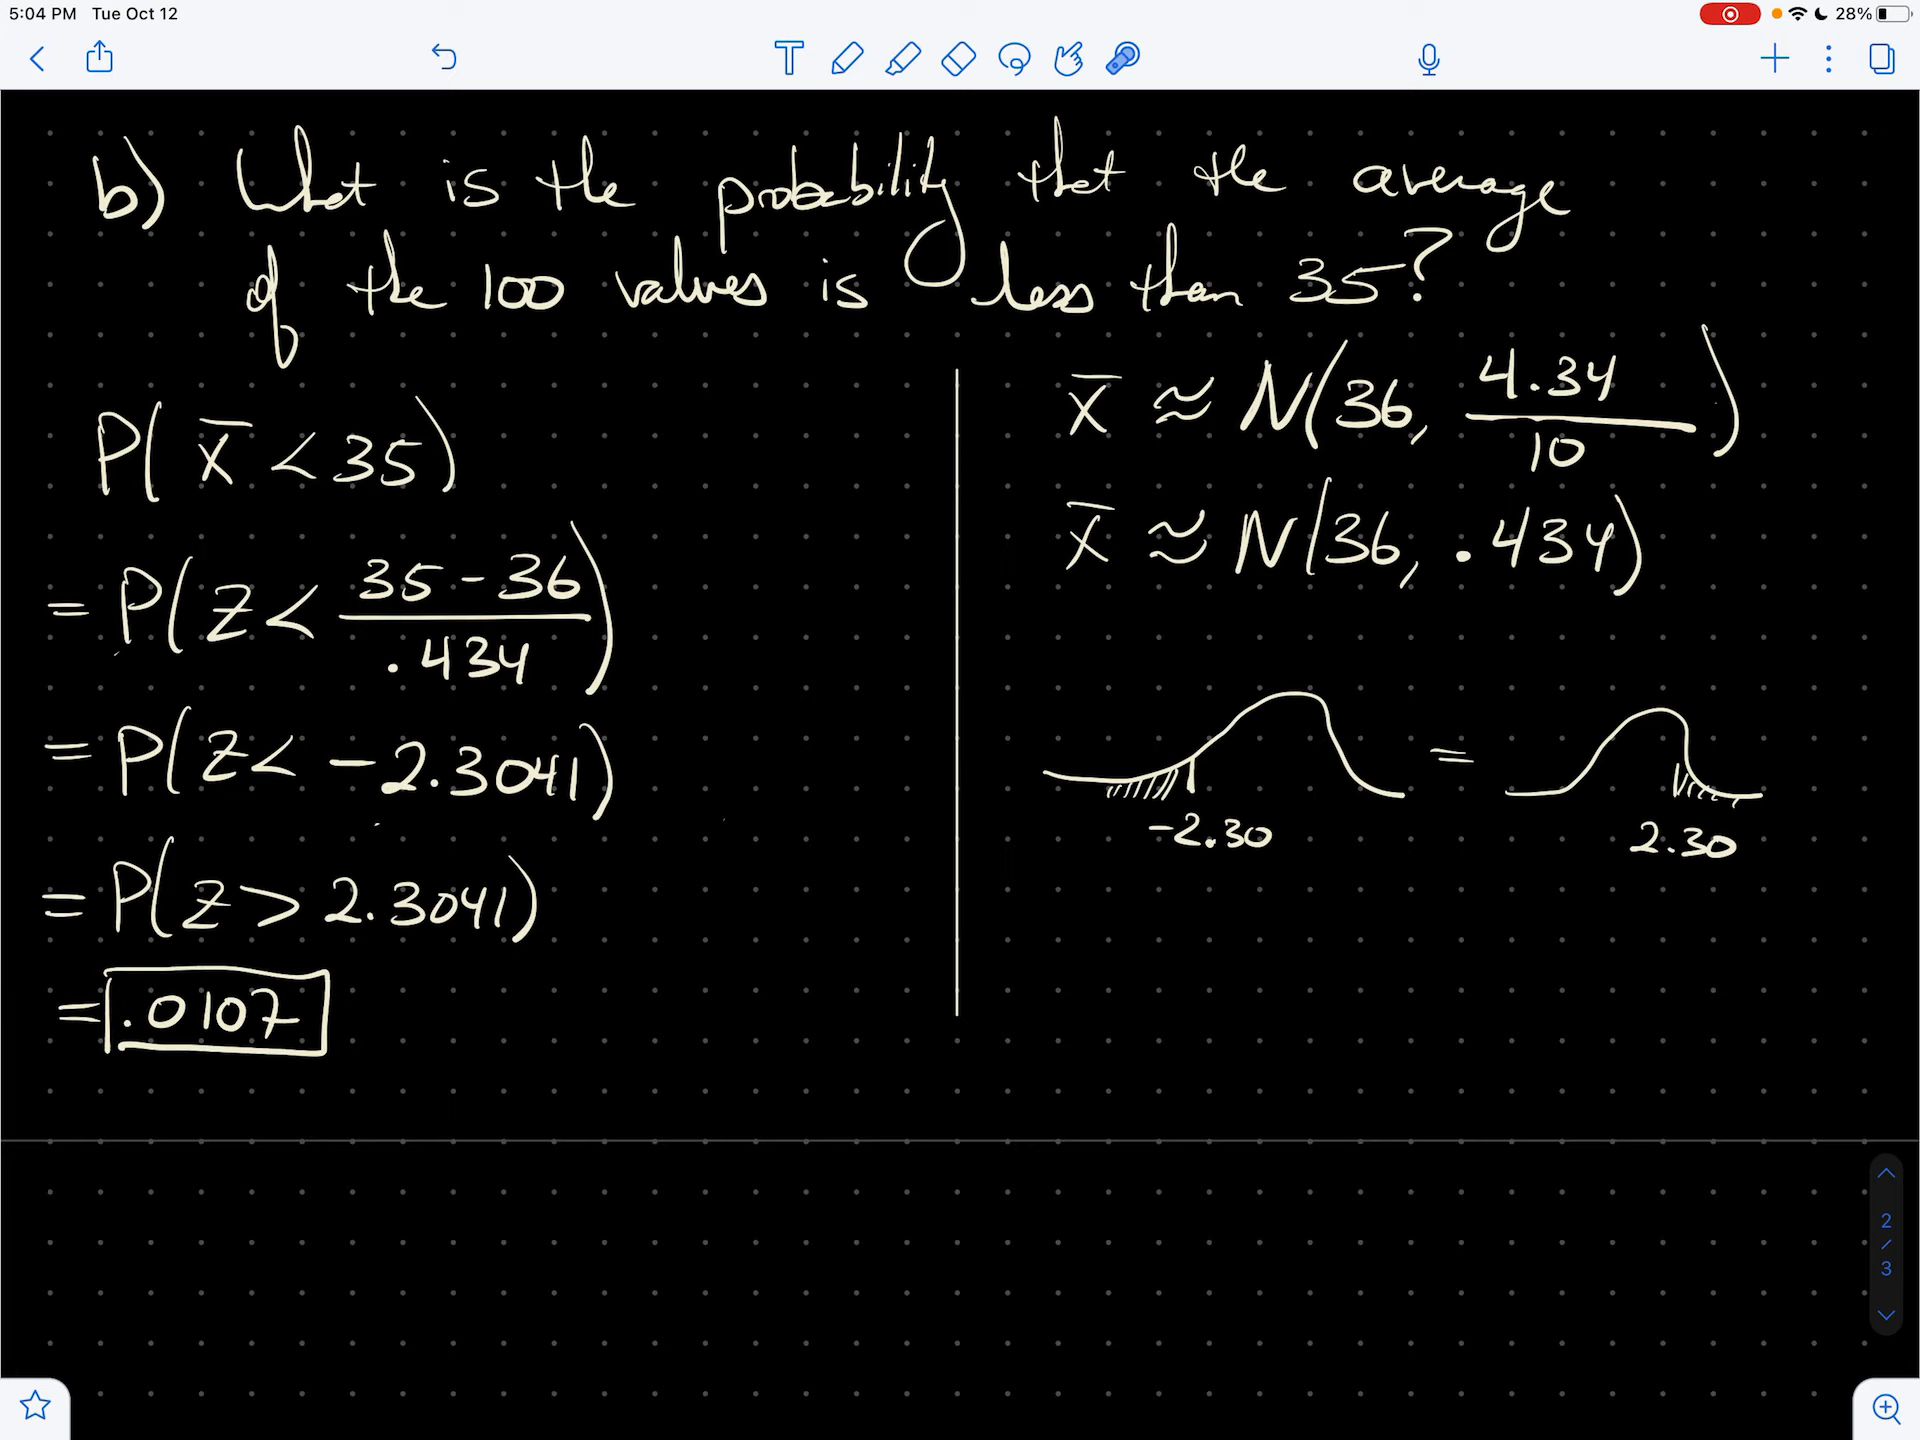 5:04 PM Tue Oct 12
28%
T
b) What is the probability that the average
of the 100 values is less than 35?
P( x̄ < 35)
= P( Z < (35 - 36)/.434 )
= P( Z < -2.3041)
= P( Z > 2.3041)
= .0107
x̄ ≈ N(36, 4.34/10 )
x̄ ≈ N(36, .434)
-2.30 = 2.30
2
/
3